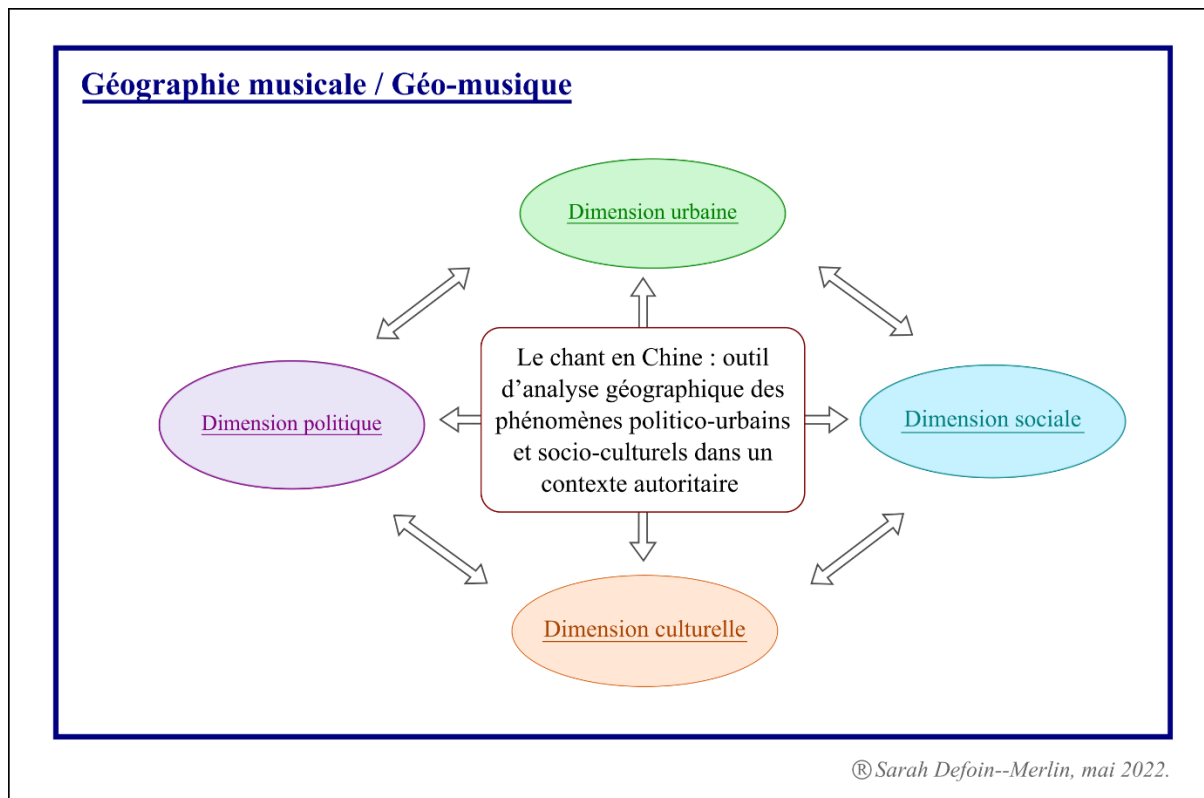 Géographie musicale / Géo-musique
Dimension urbaine
Dimension politique
Le chant en Chine : outil
d’analyse géographique des
phénomènes politico-urbains
et socio-culturels dans un
contexte autoritaire
Dimension sociale
Dimension culturelle
® Sarah Defoin--Merlin, mai 2022.